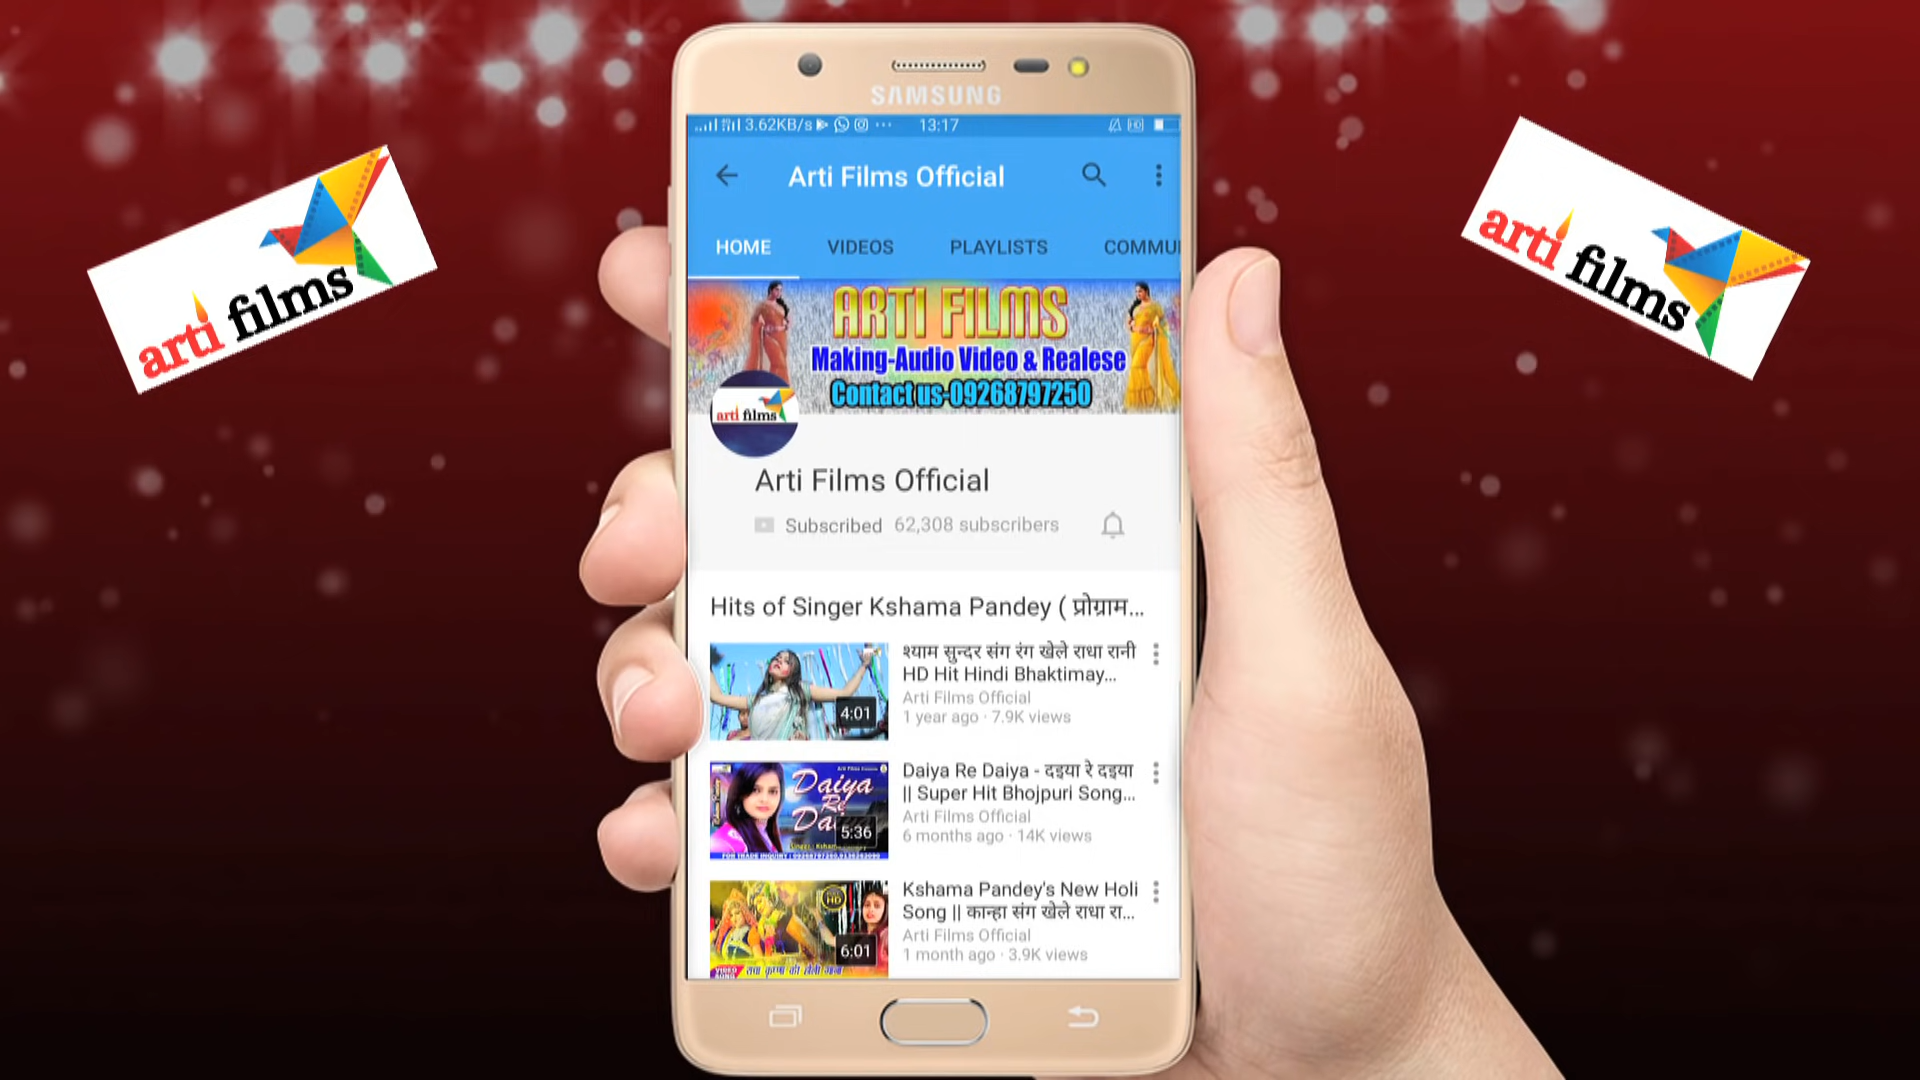 SAMSUNG
3.62KB/s
13:17
Arti Films Official
HOME VIDEOS PLAYLISTS COMMU
ARTI FILMS
Making-Audio Video & Realese
Contact us-09268797250
arti films
arti films
arti films
Arti Films Official
Subscribed 62,308 subscribers
Hits of Singer Kshama Pandey ( प्रोग्राम...
श्याम सुन्दर संग रंग खेले राधा रानी
HD Hit Hindi Bhaktimay...
Arti Films Official
1 year ago · 7.9K views
4:01
Daiya Re Daiya - दइया रे दइया
|| Super Hit Bhojpuri Song...
Arti Films Official
6 months ago · 14K views
Daiya
Re
Dai
5:36
Kshama Pandey's New Holi
Song || कान्हा संग खेले राधा रा...
Arti Films Official
1 month ago · 3.9K views
HD
6:01
VIDEO
SONG